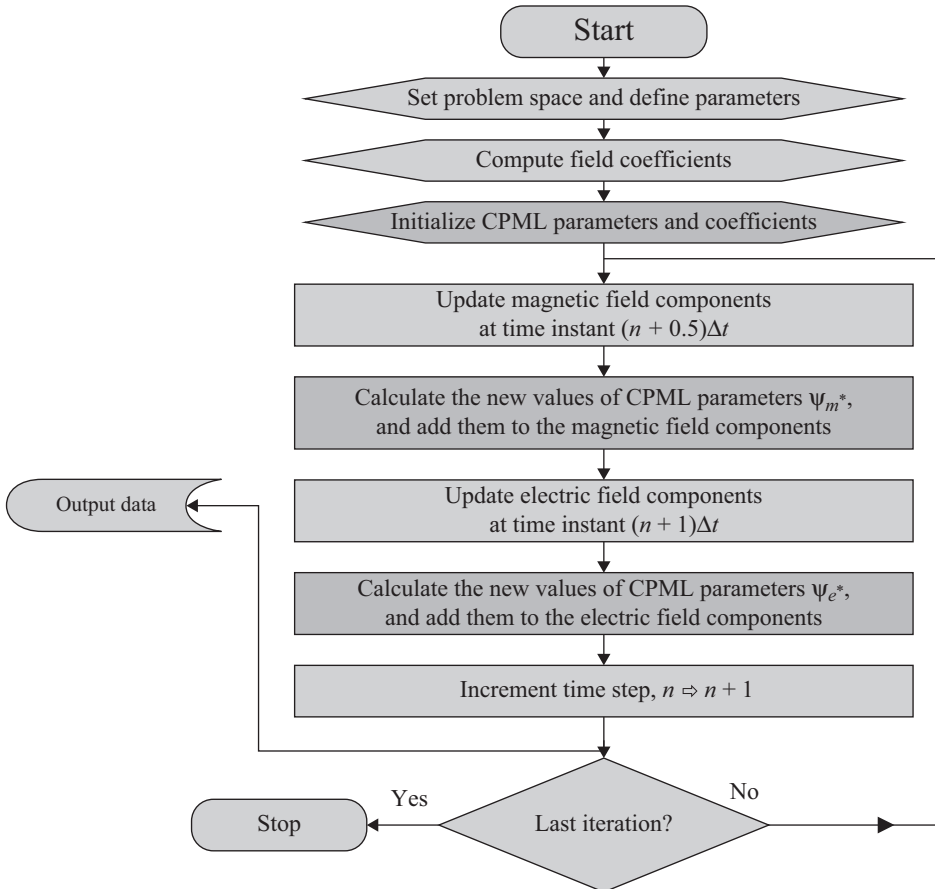 Start
Set problem space and define parameters
Compute field coefficients
Initialize CPML parameters and coefficients
Update magnetic field components
at time instant (n + 0.5)Δt
Calculate the new values of CPML parameters ψm*,
and add them to the magnetic field components
Output data
Update electric field components
at time instant (n + 1)Δt
Calculate the new values of CPML parameters ψe*,
and add them to the electric field components
Increment time step, n ⇨ n + 1
Yes
No
Stop
Last iteration?